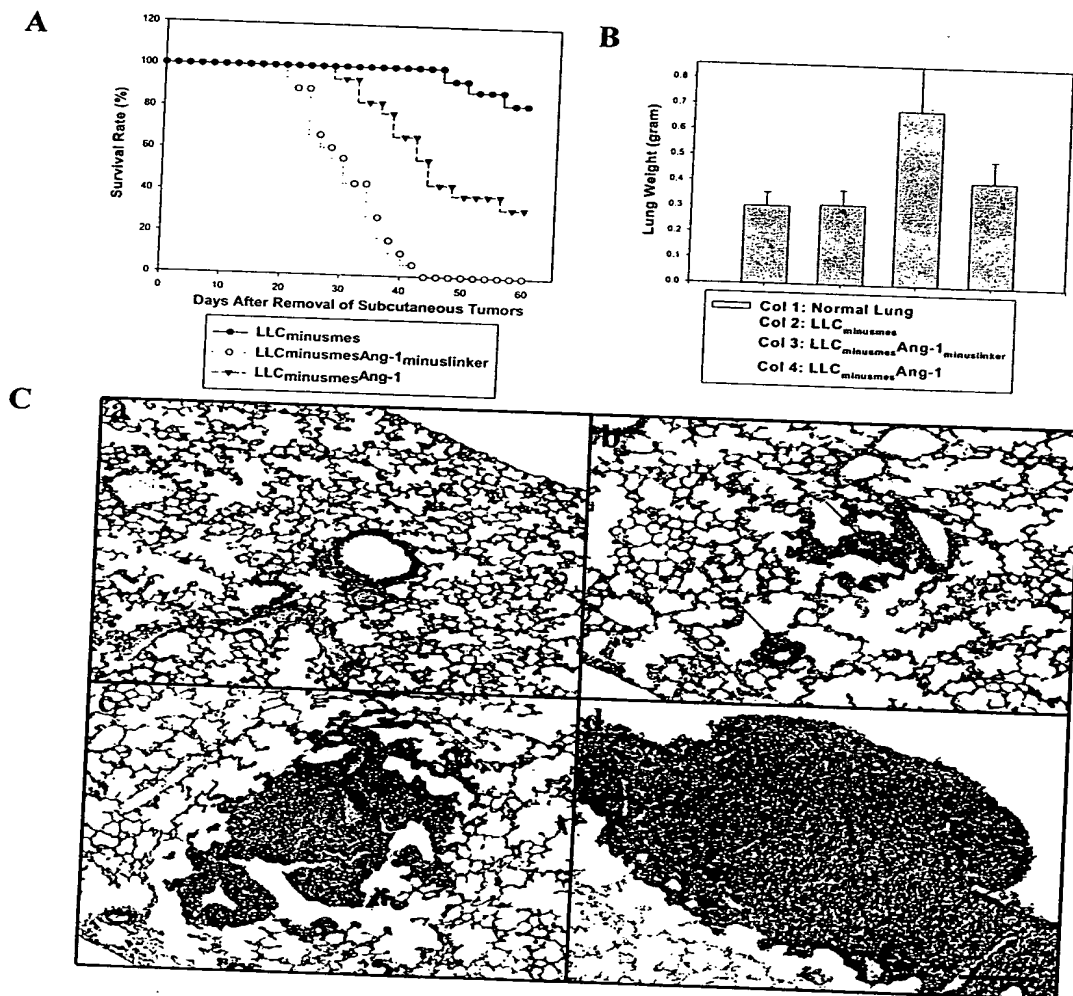 A
120
100
80
60
40
20
0
Survival Rate (%)
0 10 20 30 40 50 60
Days After Removal of Subcutaneous Tumors
LLCminusmes
LLCminusmesAng-1minuslinker
LLCminusmesAng-1
B
0.8
0.7
0.6
0.5
0.4
0.3
0.2
0.1
0.0
Lung Weight (gram)
Col 1: Normal Lung
Col 2: LLCminusmes
Col 3: LLCminusmesAng-1minuslinker
Col 4: LLCminusmesAng-1
C
a
b
c
d